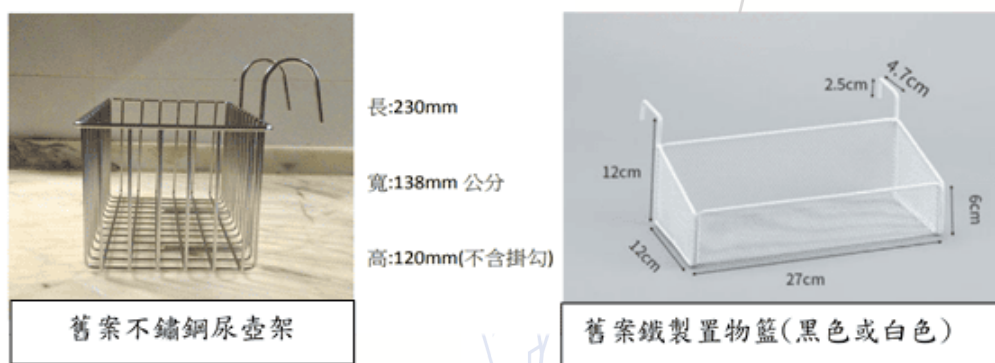 長:230mm
寬:138mm 公分
高:120mm(不含掛勾)
舊案不鏽鋼尿壺架
4.7cm
2.5cm
12cm
6cm
12cm
27cm
舊案鐵製置物籃(黑色或白色)